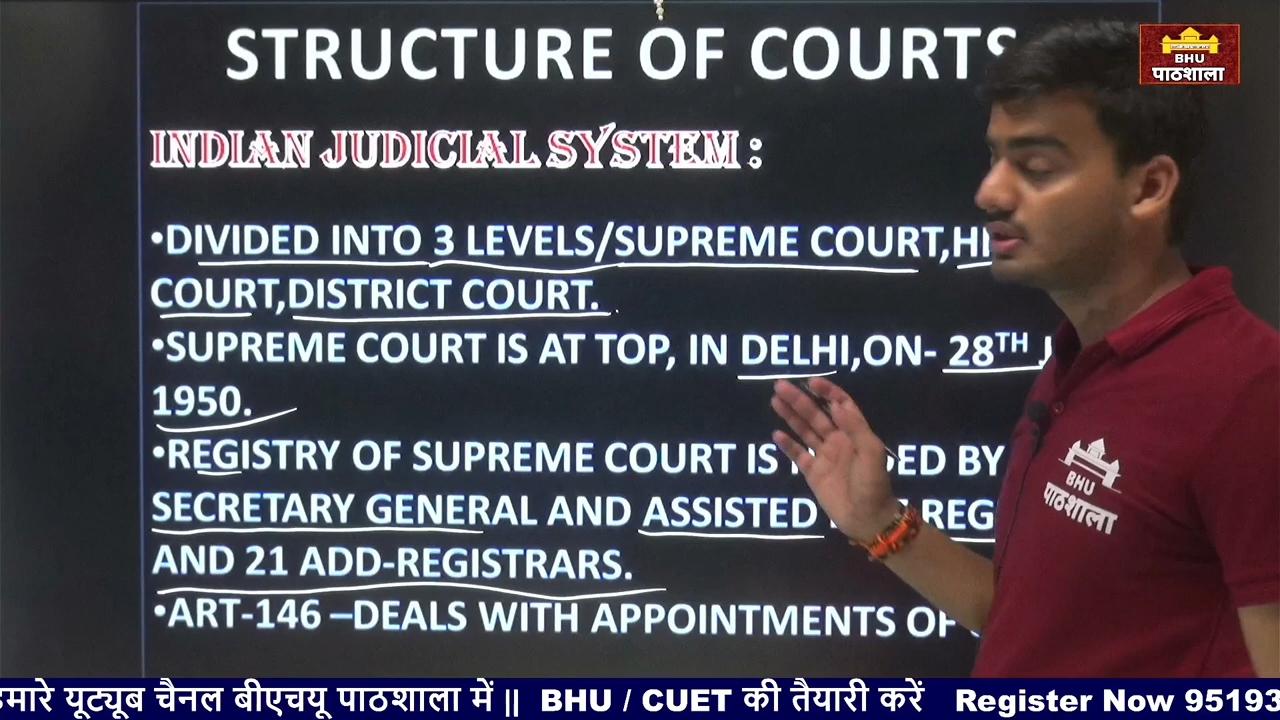 STRUCTURE OF COURTS
BHU
पाठशाला
INDIAN JUDICIAL SYSTEM :
•DIVIDED INTO 3 LEVELS/SUPREME COURT,
COURT,DISTRICT COURT.
•SUPREME COURT IS AT TOP, IN DELHI,ON- 28TH
1950.
•REGISTRY OF SUPREME COURT IS BY
SECRETARY GENERAL AND ASSISTED
AND 21 ADD-REGISTRARS.
•ART-146 –DEALS WITH APPOINTMENTS OF
BHU
पाठशाला
हमारे यूट्यूब चैनल बीएचयू पाठशाला में || BHU / CUET की तैयारी करें Register Now 95193